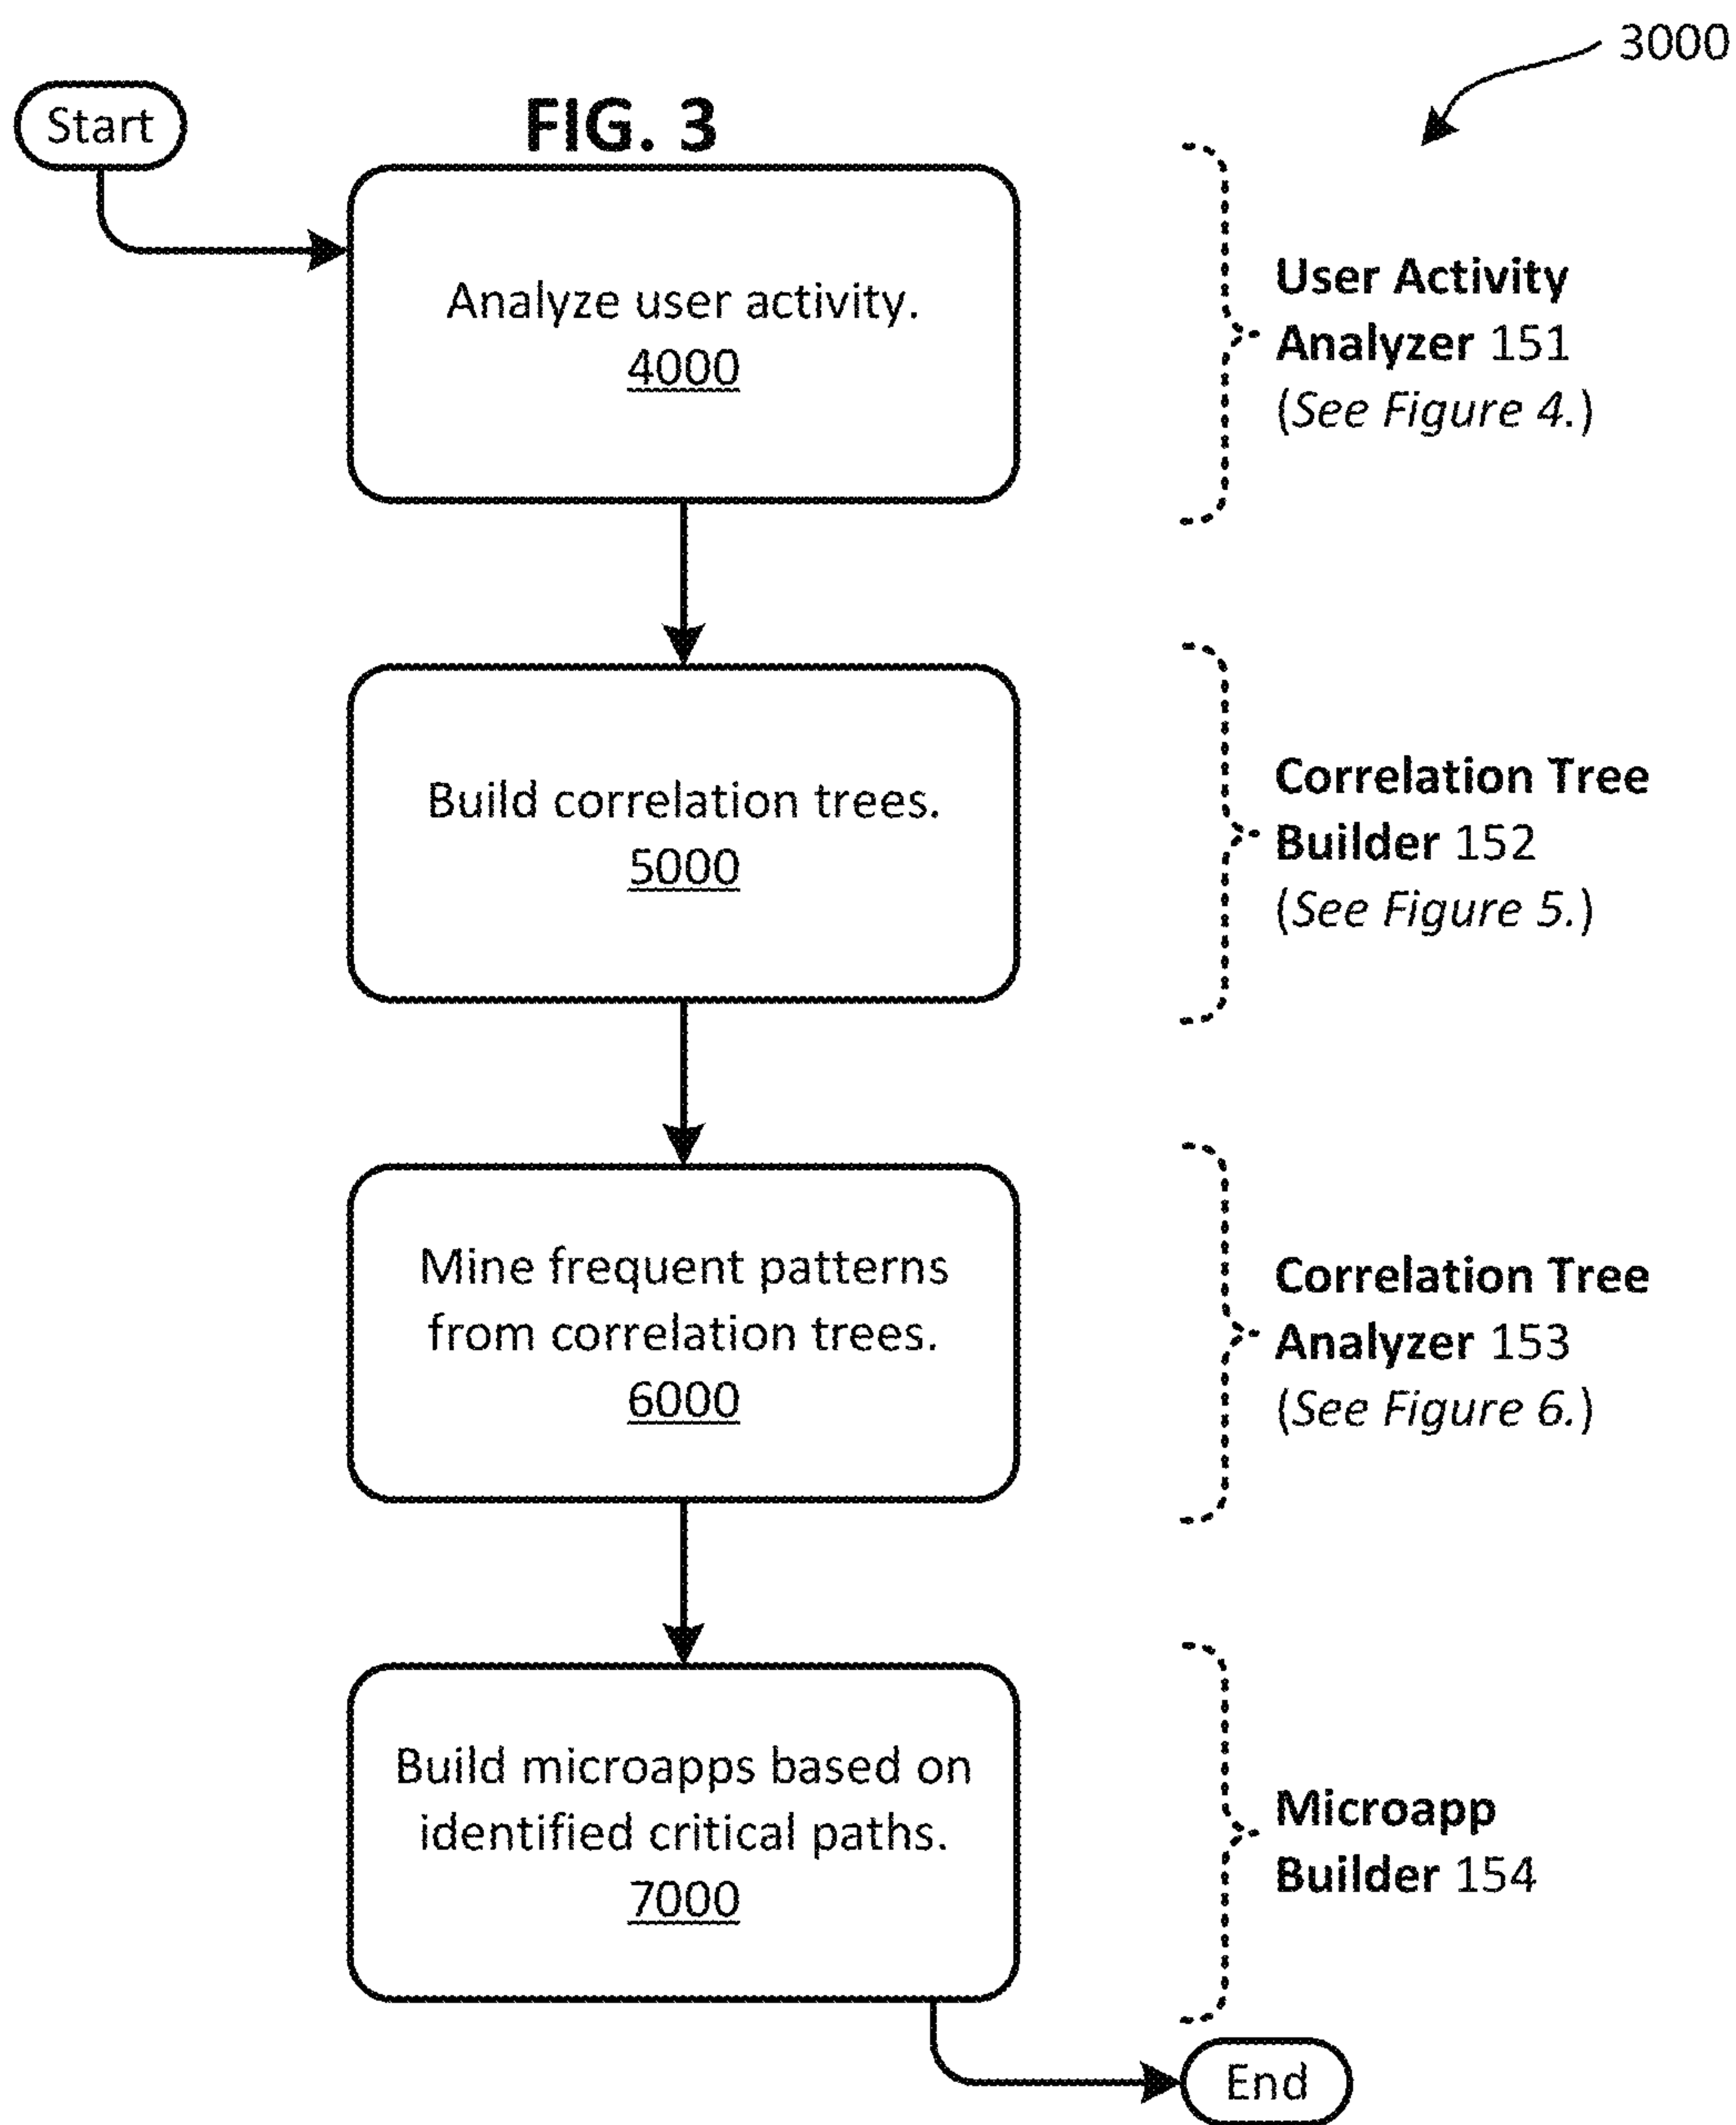 3000
Start
FIG. 3
Analyze user activity.
4000
User Activity
Analyzer 151
(See Figure 4.)
Build correlation trees.
5000
Correlation Tree
Builder 152
(See Figure 5.)
Mine frequent patterns
from correlation trees.
6000
Correlation Tree
Analyzer 153
(See Figure 6.)
Build microapps based on
identified critical paths.
7000
Microapp
Builder 154
End